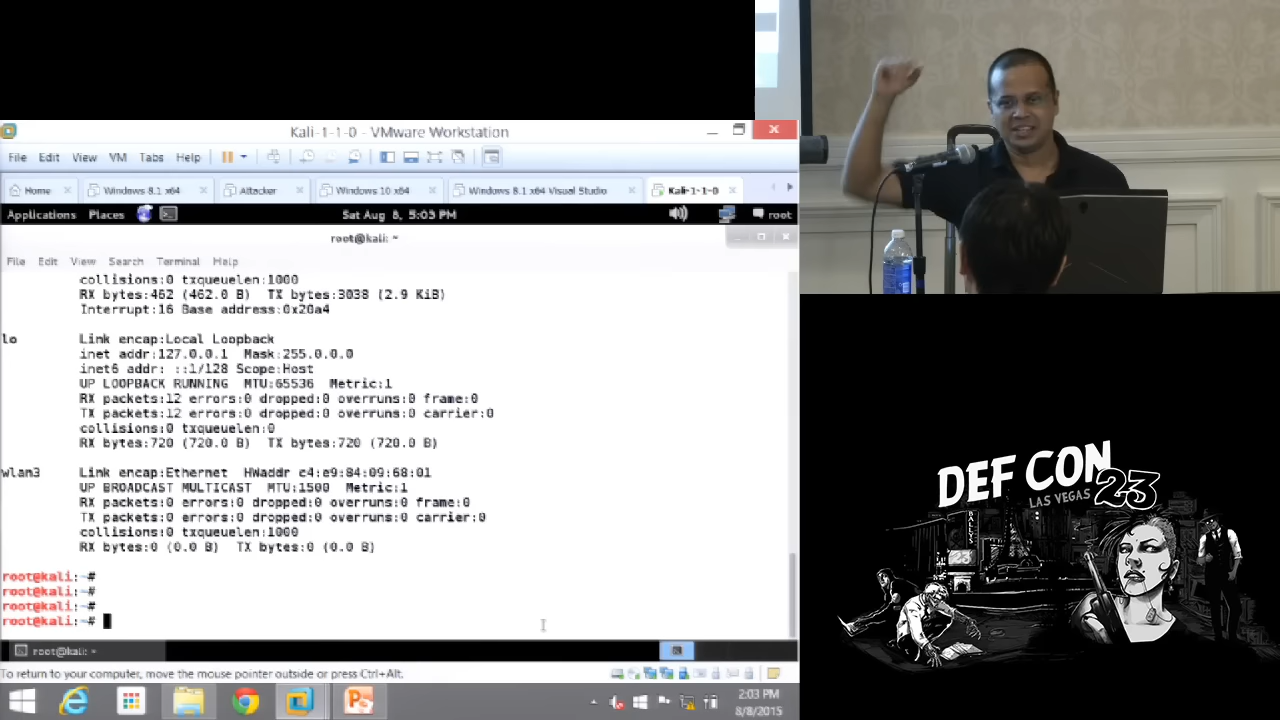 Kali-1-1-0 - VMware Workstation
File Edit View VM Tabs Help
Home Windows 8.1 x64 Attacker Windows 10 x64 Windows 8.1 x64 Visual Studio Kali-1-1-0
Applications Places Sat Aug 8, 5:03 PM root
root@kali: ~
File Edit View Search Terminal Help
collisions:0 txqueuelen:1000
RX bytes:462 (462.0 B) TX bytes:3038 (2.9 KiB)
Interrupt:16 Base address:0x20a4
lo Link encap:Local Loopback
inet addr:127.0.0.1 Mask:255.0.0.0
inet6 addr: ::1/128 Scope:Host
UP LOOPBACK RUNNING MTU:65536 Metric:1
RX packets:12 errors:0 dropped:0 overruns:0 frame:0
TX packets:12 errors:0 dropped:0 overruns:0 carrier:0
collisions:0 txqueuelen:0
RX bytes:720 (720.0 B) TX bytes:720 (720.0 B)
wlan3 Link encap:Ethernet HWaddr c4:e9:84:09:68:01
UP BROADCAST MULTICAST MTU:1500 Metric:1
RX packets:0 errors:0 dropped:0 overruns:0 frame:0
TX packets:0 errors:0 dropped:0 overruns:0 carrier:0
collisions:0 txqueuelen:1000
RX bytes:0 (0.0 B) TX bytes:0 (0.0 B)
root@kali:~#
root@kali:~#
root@kali:~#
root@kali:~#
root@kali: ~
To return to your computer, move the mouse pointer outside or press Ctrl+Alt.
2:03 PM
8/8/2015
DEF CON
LAS VEGAS 23
BALLYS
23